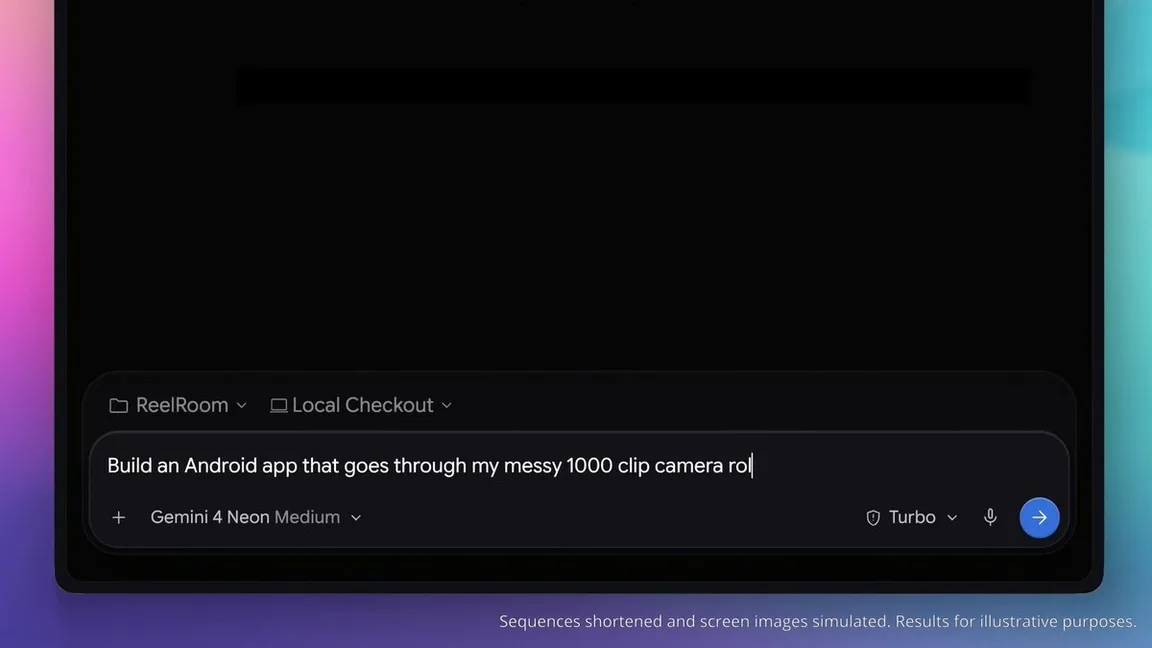 ReelRoom
Local Checkout
Build an Android app that goes through my messy 1000 clip camera rol
Gemini 4 Neon Medium
Turbo
Sequences shortened and screen images simulated. Results for illustrative purposes.